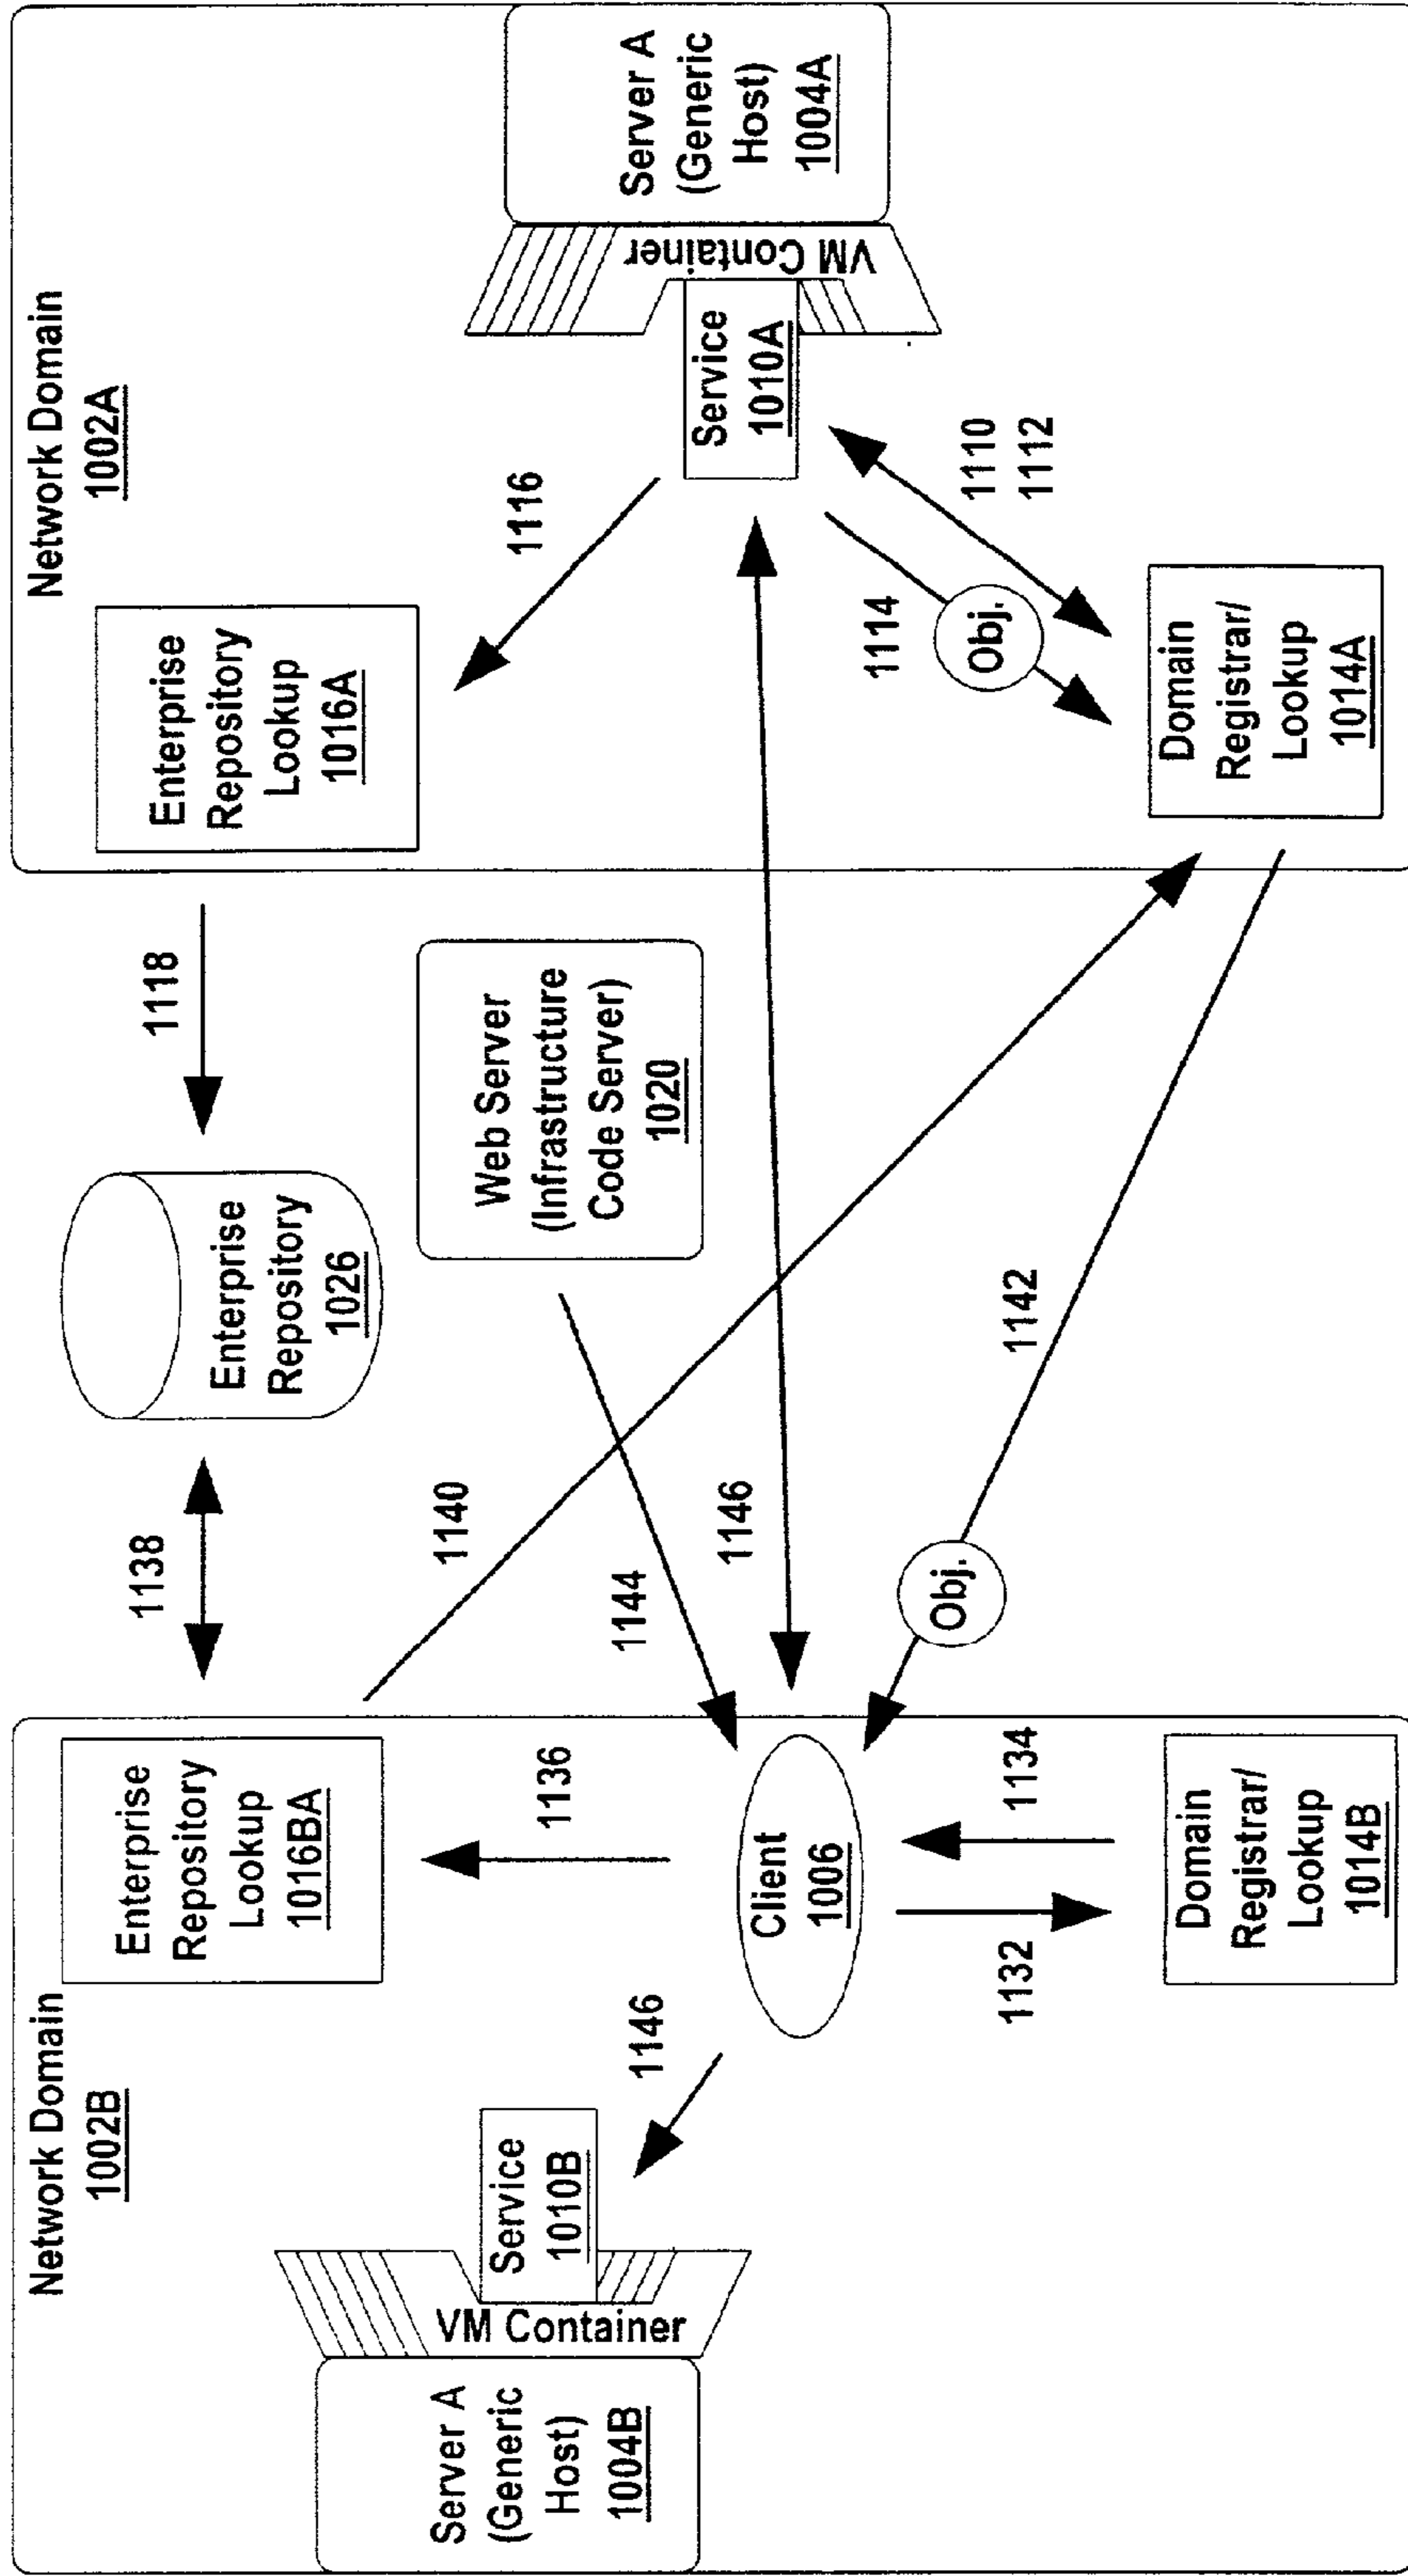 Network Domain
1002B
Server A
(Generic
Host)
1004B
VM Container
Service
1010B
1146
Enterprise
Repository
Lookup
1016BA
1136
Client
1006
1132
1134
Domain
Registrar/
Lookup
1014B
1138
Enterprise
Repository
1026
1118
1140
1144
1146
Web Server
(Infrastructure
Code Server)
1020
Obj.
1142
Network Domain
1002A
Enterprise
Repository
Lookup
1016A
1116
Service
1010A
VM Container
Server A
(Generic
Host)
1004A
1114
Obj.
1110
1112
Domain
Registrar/
Lookup
1014A